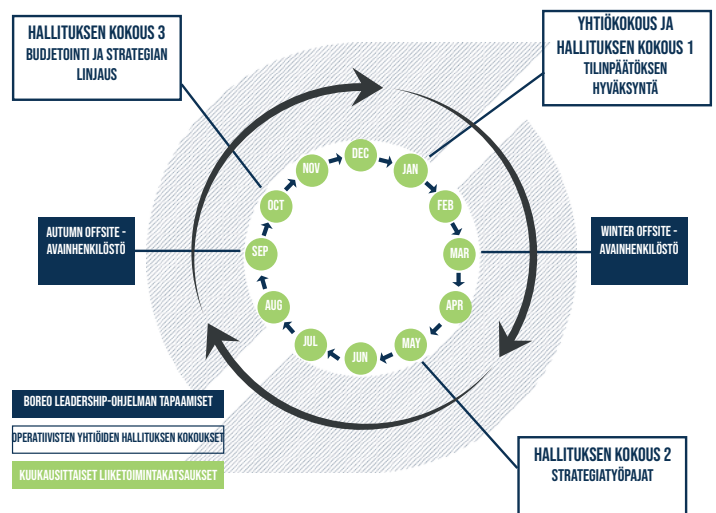 HALLITUKSEN KOKOUS 3
BUDJETOINTI JA STRATEGIAN
LINJAUS
YHTIÖKOKOUS JA
HALLITUKSEN KOKOUS 1
TILINPÄÄTÖKSEN
HYVÄKSYNTÄ
DEC
JAN
FEB
MAR
APR
MAY
JUN
JUL
AUG
SEP
OCT
NOV
AUTUMN OFFSITE -
AVAINHENKILÖSTÖ
WINTER OFFSITE -
AVAINHENKILÖSTÖ
BOREO LEADERSHIP-OHJELMAN TAPAAMISET
OPERATIIVISTEN YHTIÖIDEN HALLITUKSEN KOKOUKSET
KUUKAUSITTAISET LIIKETOIMINTAKATSAUKSET
HALLITUKSEN KOKOUS 2
STRATEGIATYÖPAJAT